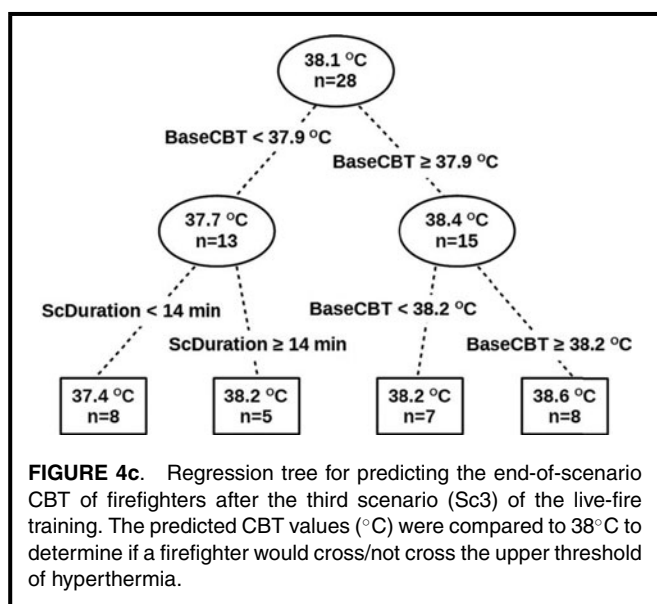 38.1 °C
n=28
BaseCBT < 37.9 °C
BaseCBT ≥ 37.9 °C
37.7 °C
n=13
38.4 °C
n=15
ScDuration < 14 min
BaseCBT < 38.2 °C
ScDuration ≥ 14 min
BaseCBT ≥ 38.2 °C
37.4 °C
n=8
38.2 °C
n=5
38.2 °C
n=7
38.6 °C
n=8
FIGURE 4c. Regression tree for predicting the end-of-scenario
CBT of firefighters after the third scenario (Sc3) of the live-fire
training. The predicted CBT values (°C) were compared to 38°C to
determine if a firefighter would cross/not cross the upper threshold
of hyperthermia.